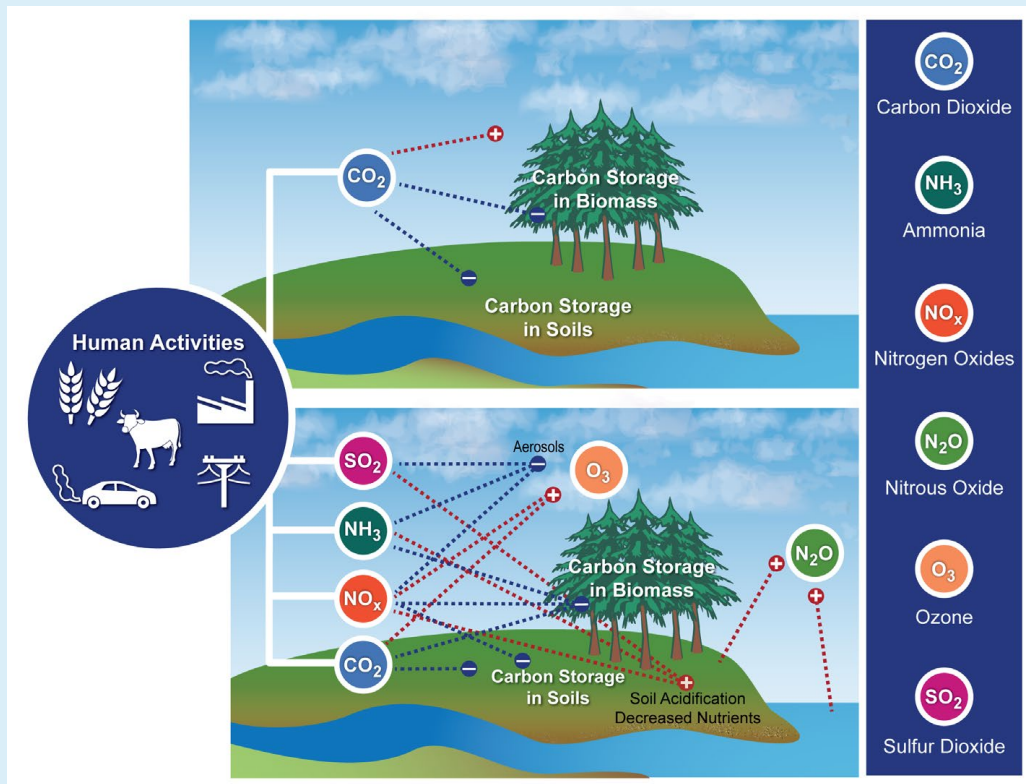 CO₂
Carbon Storage
in Biomass
Carbon Storage
in Soils
Human Activities
SO₂
NH₃
NOₓ
CO₂
Aerosols
O₃
Carbon Storage
in Biomass
Carbon Storage
in Soils
Soil Acidification
Decreased Nutrients
N₂O
CO₂
Carbon Dioxide
NH₃
Ammonia
NOₓ
Nitrogen Oxides
N₂O
Nitrous Oxide
O₃
Ozone
SO₂
Sulfur Dioxide